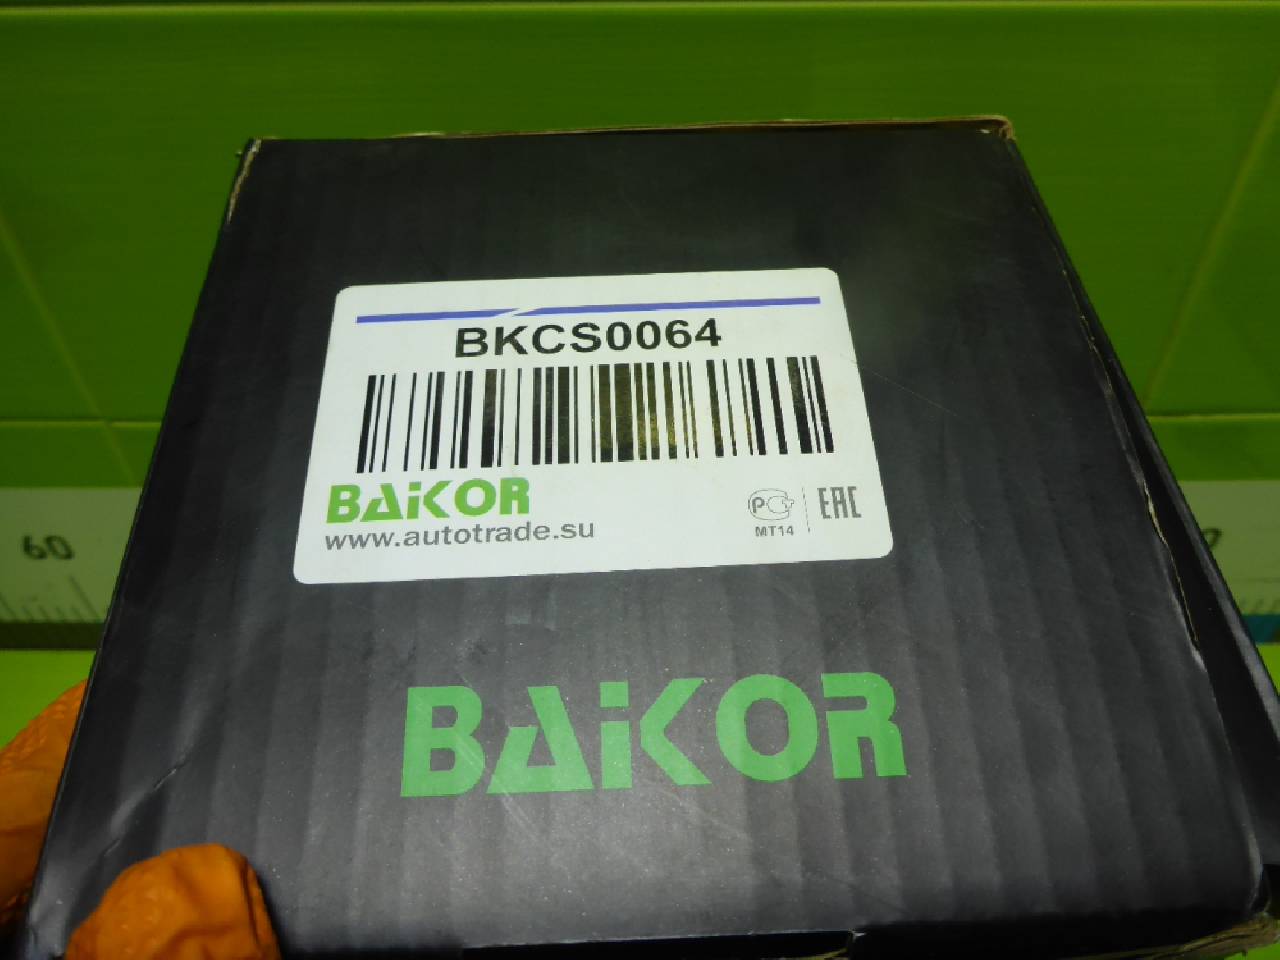 BKCS0064
BAiKOR
www.autotrade.su
MT14
EAC
BAiKOR
60